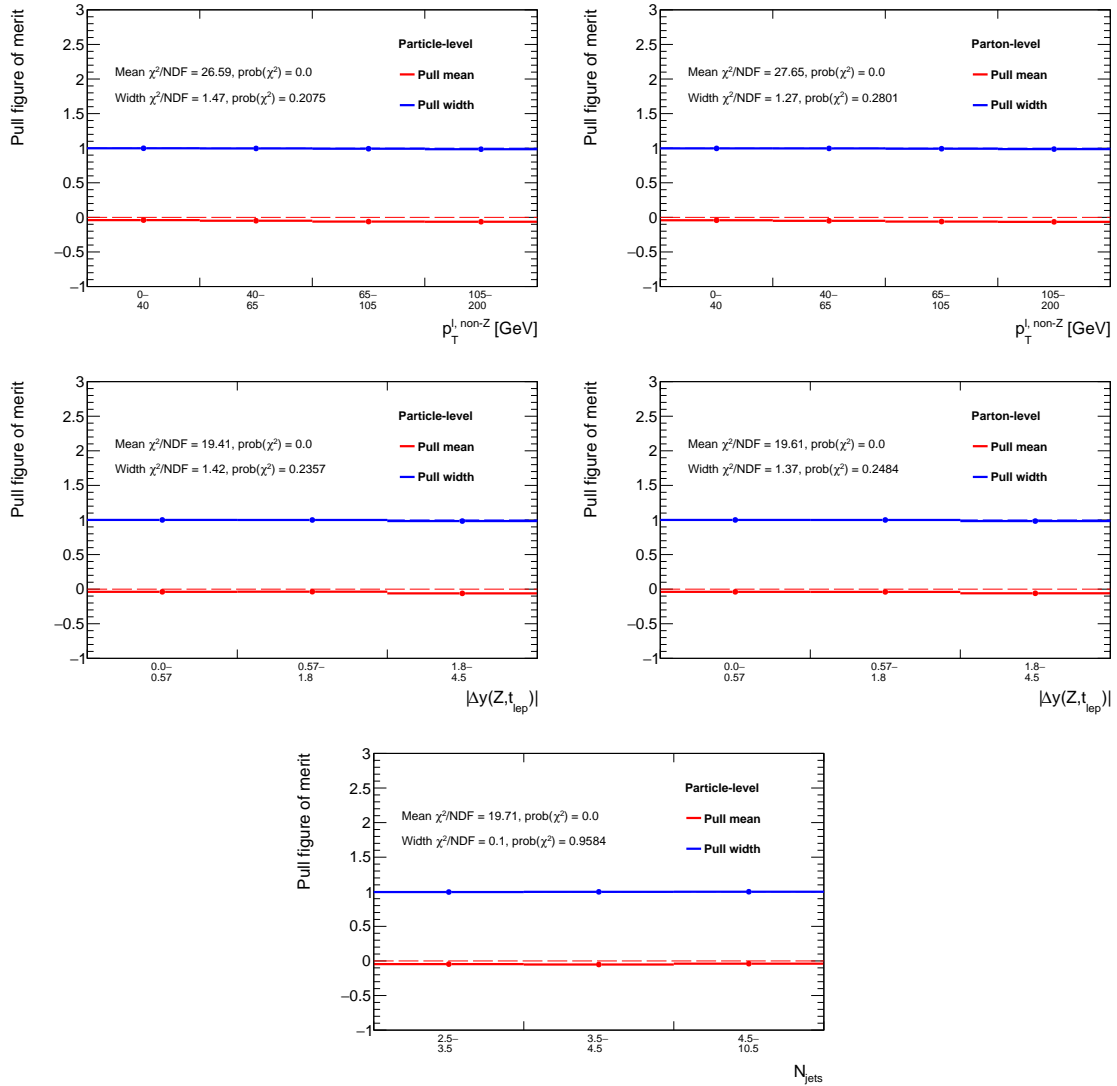 Pull figure of merit
3
2.5
2
1.5
1
0.5
0
−0.5
−1
Particle-level
Mean χ²/NDF = 26.59, prob(χ²) = 0.0
Width χ²/NDF = 1.47, prob(χ²) = 0.2075
Pull mean
Pull width
0–
40
40–
65
65–
105
105–
200
p_T^{l, non-Z} [GeV]
Pull figure of merit
3
2.5
2
1.5
1
0.5
0
−0.5
−1
Parton-level
Mean χ²/NDF = 27.65, prob(χ²) = 0.0
Width χ²/NDF = 1.27, prob(χ²) = 0.2801
Pull mean
Pull width
0–
40
40–
65
65–
105
105–
200
p_T^{l, non-Z} [GeV]
Pull figure of merit
3
2.5
2
1.5
1
0.5
0
−0.5
−1
Particle-level
Mean χ²/NDF = 19.41, prob(χ²) = 0.0
Width χ²/NDF = 1.42, prob(χ²) = 0.2357
Pull mean
Pull width
0.0–
0.57
0.57–
1.8
1.8–
4.5
|Δy(Z,t_lep)|
Pull figure of merit
3
2.5
2
1.5
1
0.5
0
−0.5
−1
Parton-level
Mean χ²/NDF = 19.61, prob(χ²) = 0.0
Width χ²/NDF = 1.37, prob(χ²) = 0.2484
Pull mean
Pull width
0.0–
0.57
0.57–
1.8
1.8–
4.5
|Δy(Z,t_lep)|
Pull figure of merit
3
2.5
2
1.5
1
0.5
0
−0.5
−1
Particle-level
Mean χ²/NDF = 19.71, prob(χ²) = 0.0
Width χ²/NDF = 0.1, prob(χ²) = 0.9584
Pull mean
Pull width
2.5–
3.5
3.5–
4.5
4.5–
10.5
N_jets